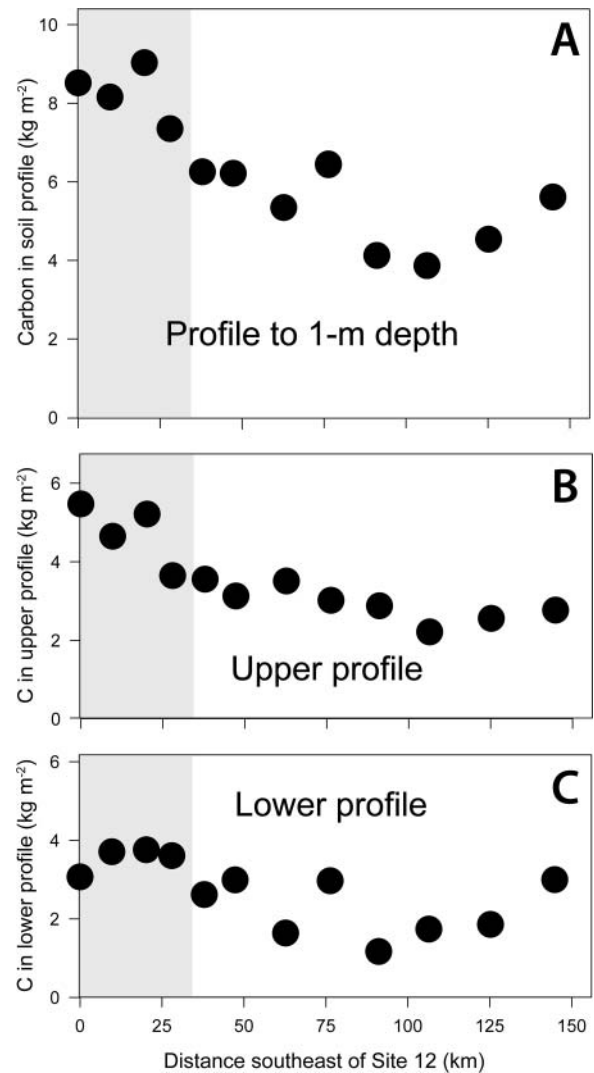 A
10
8
6
4
2
0
Carbon in soil profile (kg m⁻²)
Profile to 1-m depth
B
6
4
2
0
C in upper profile (kg m⁻²)
Upper profile
C
6
4
2
0
C in lower profile (kg m⁻²)
Lower profile
0 25 50 75 100 125 150
Distance southeast of Site 12 (km)